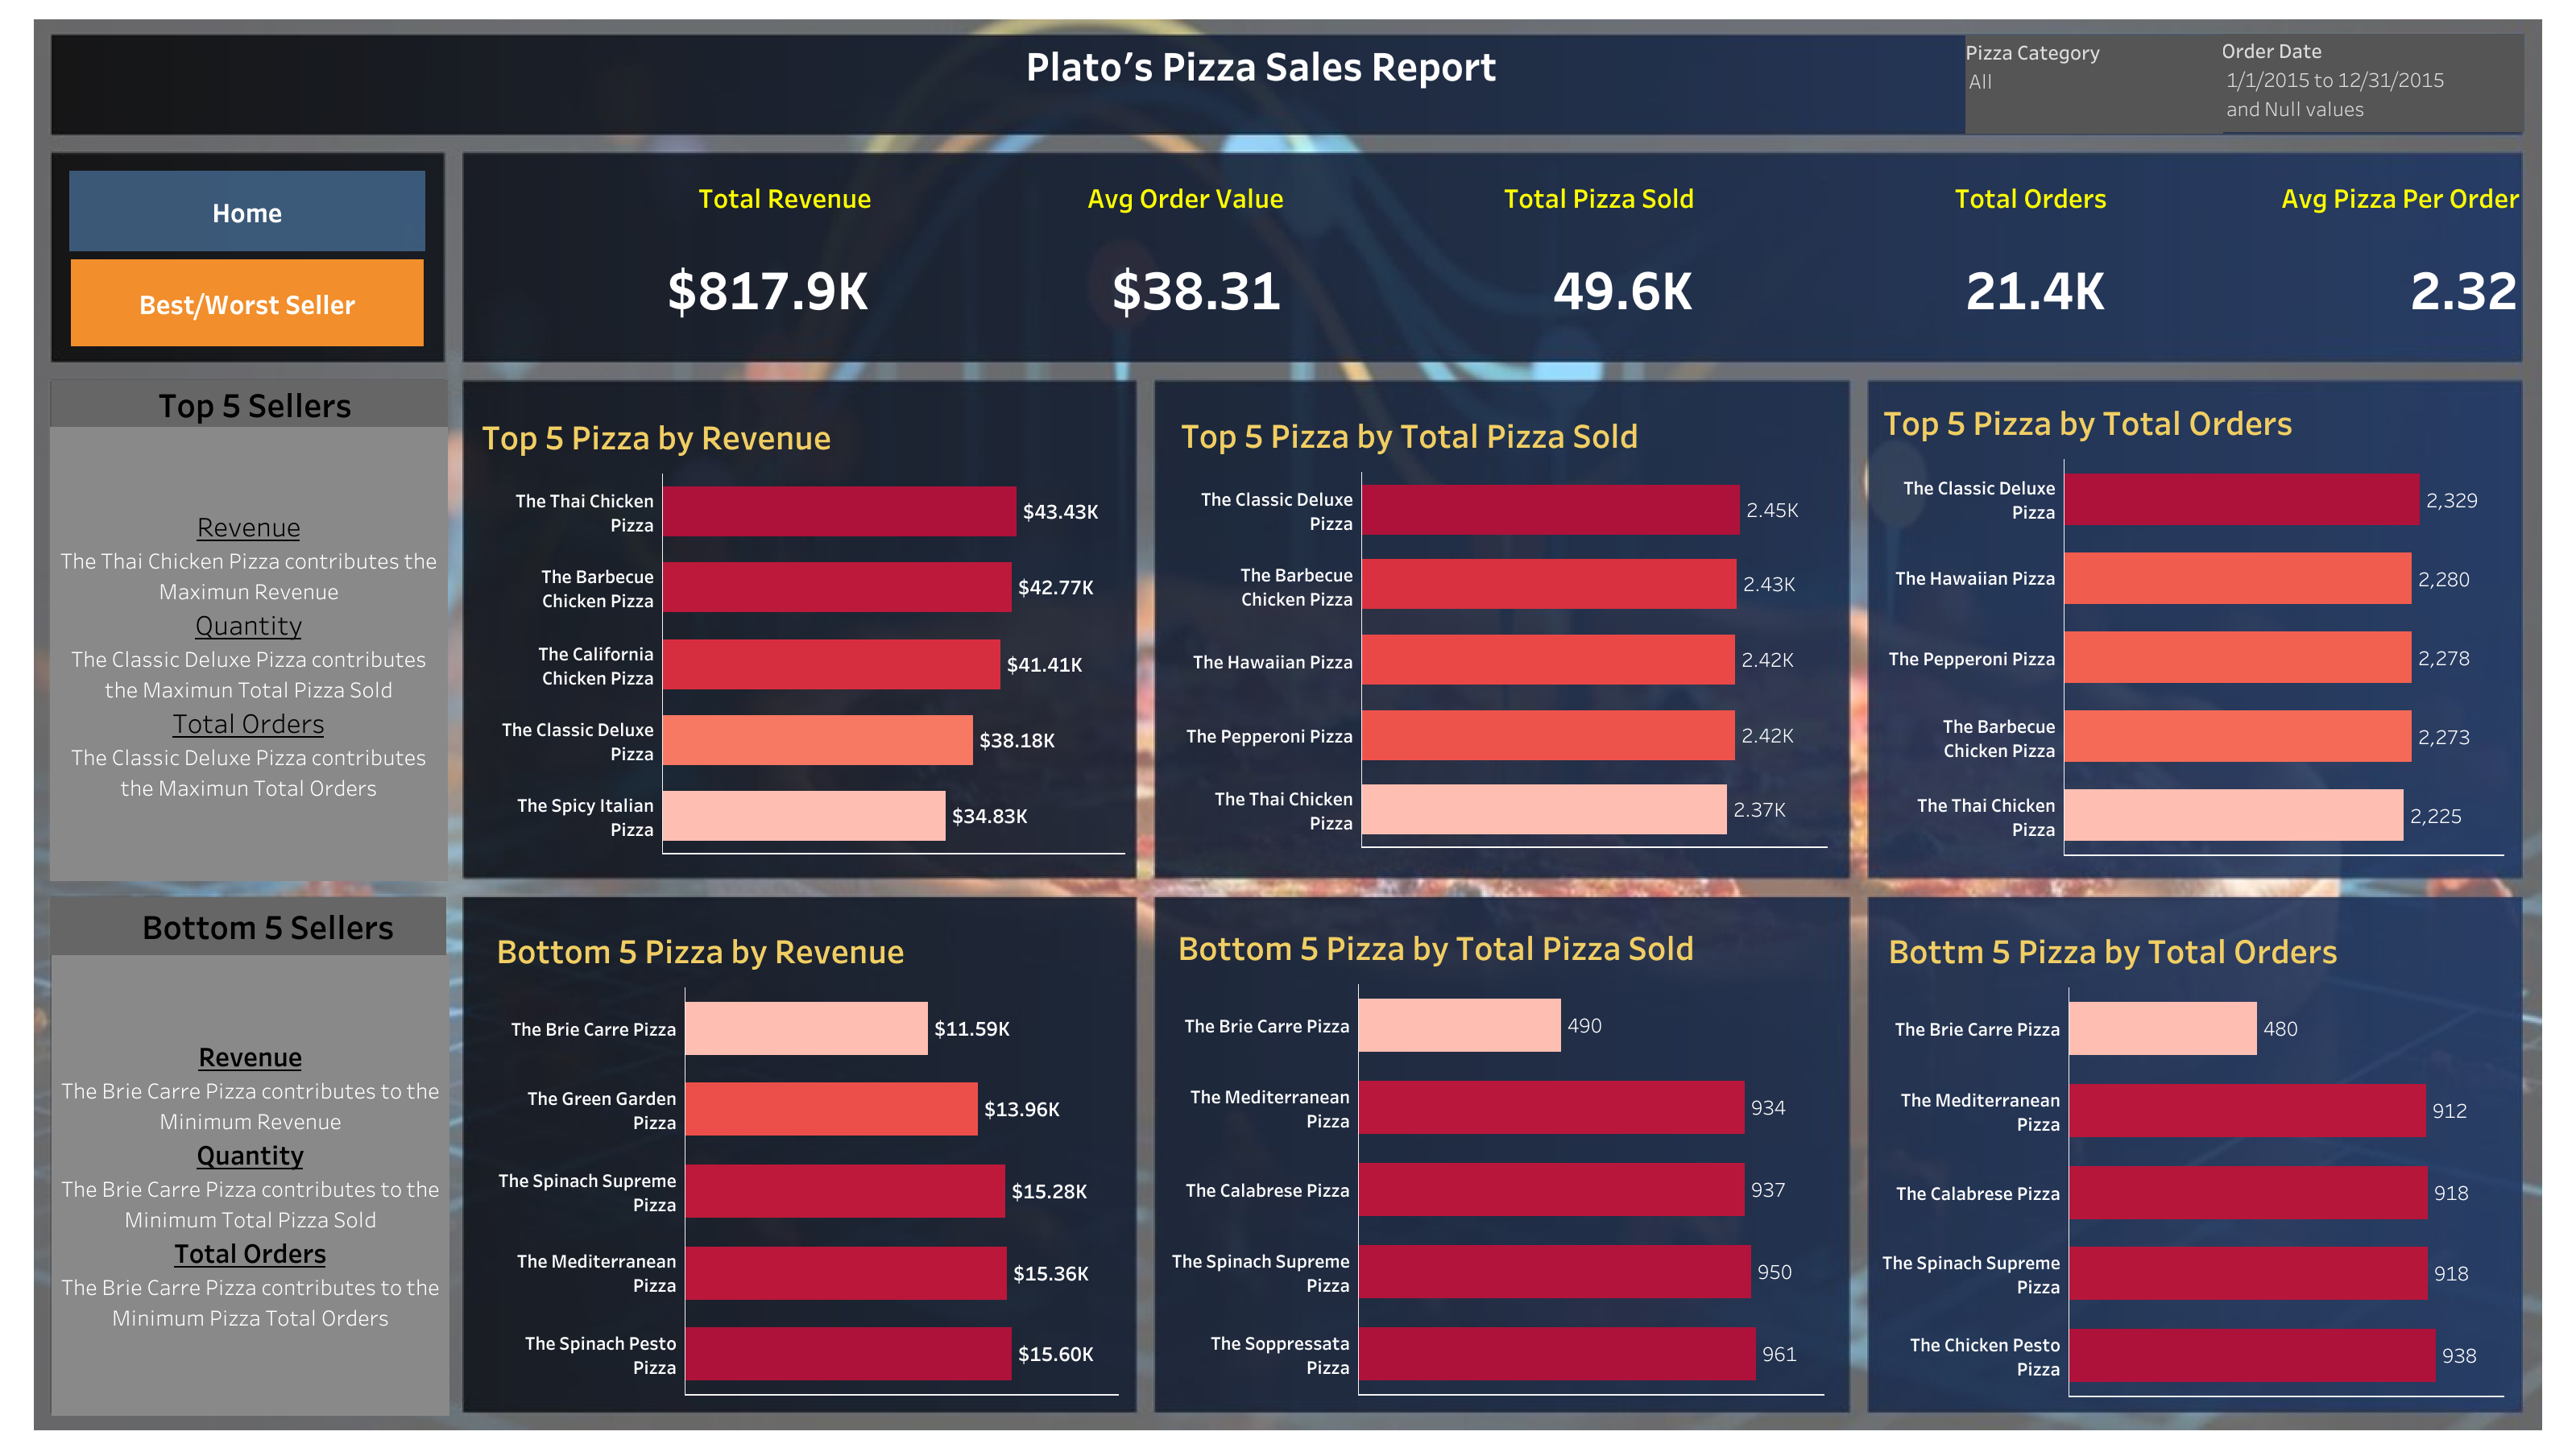 Plato's Pizza Sales Report
Pizza Category
All
Order Date
1/1/2015 to 12/31/2015
and Null values
Home
Best/Worst Seller
Total Revenue
$817.9K
Avg Order Value
$38.31
Total Pizza Sold
49.6K
Total Orders
21.4K
Avg Pizza Per Order
2.32
Top 5 Sellers
Revenue
The Thai Chicken Pizza contributes the
Maximun Revenue
Quantity
The Classic Deluxe Pizza contributes
the Maximun Total Pizza Sold
Total Orders
The Classic Deluxe Pizza contributes
the Maximun Total Orders
Top 5 Pizza by Revenue
The Thai Chicken
Pizza
$43.43K
The Barbecue
Chicken Pizza
$42.77K
The California
Chicken Pizza
$41.41K
The Classic Deluxe
Pizza
$38.18K
The Spicy Italian
Pizza
$34.83K
Top 5 Pizza by Total Pizza Sold
The Classic Deluxe
Pizza
2.45K
The Barbecue
Chicken Pizza
2.43K
The Hawaiian Pizza
2.42K
The Pepperoni Pizza
2.42K
The Thai Chicken
Pizza
2.37K
Top 5 Pizza by Total Orders
The Classic Deluxe
Pizza
2,329
The Hawaiian Pizza
2,280
The Pepperoni Pizza
2,278
The Barbecue
Chicken Pizza
2,273
The Thai Chicken
Pizza
2,225
Bottom 5 Sellers
Revenue
The Brie Carre Pizza contributes to the
Minimum Revenue
Quantity
The Brie Carre Pizza contributes to the
Minimum Total Pizza Sold
Total Orders
The Brie Carre Pizza contributes to the
Minimum Pizza Total Orders
Bottom 5 Pizza by Revenue
The Brie Carre Pizza
$11.59K
The Green Garden
Pizza
$13.96K
The Spinach Supreme
Pizza
$15.28K
The Mediterranean
Pizza
$15.36K
The Spinach Pesto
Pizza
$15.60K
Bottom 5 Pizza by Total Pizza Sold
The Brie Carre Pizza
490
The Mediterranean
Pizza
934
The Calabrese Pizza
937
The Spinach Supreme
Pizza
950
The Soppressata
Pizza
961
Bottm 5 Pizza by Total Orders
The Brie Carre Pizza
480
The Mediterranean
Pizza
912
The Calabrese Pizza
918
The Spinach Supreme
Pizza
918
The Chicken Pesto
Pizza
938